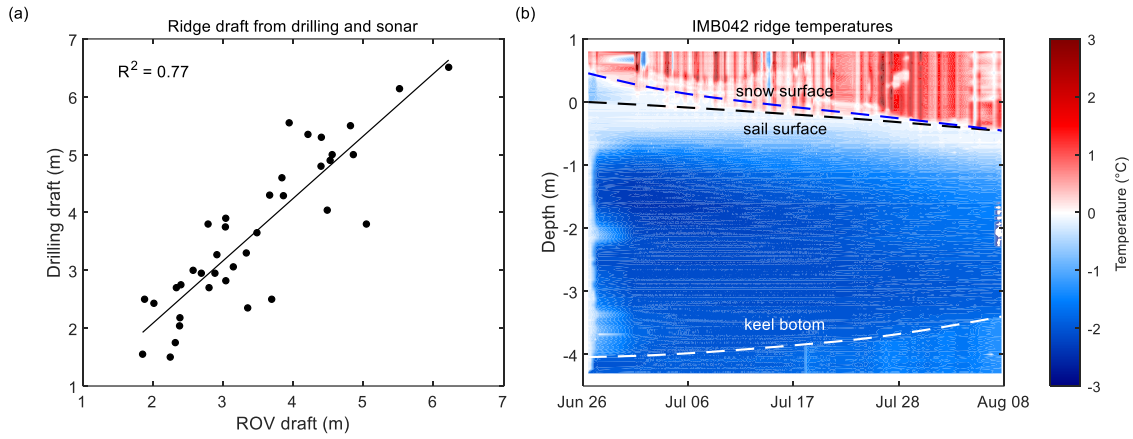 (a)
Ridge draft from drilling and sonar
R² = 0.77
7
6
5
4
3
2
1
Drilling draft (m)
1 2 3 4 5 6 7
ROV draft (m)
(b)
IMB042 ridge temperatures
1
0
-1
-2
-3
-4
Depth (m)
snow surface
sail surface
keel botom
Jun 26 Jul 06 Jul 17 Jul 28 Aug 08
3
2
1
0
-1
-2
-3
Temperature (°C)